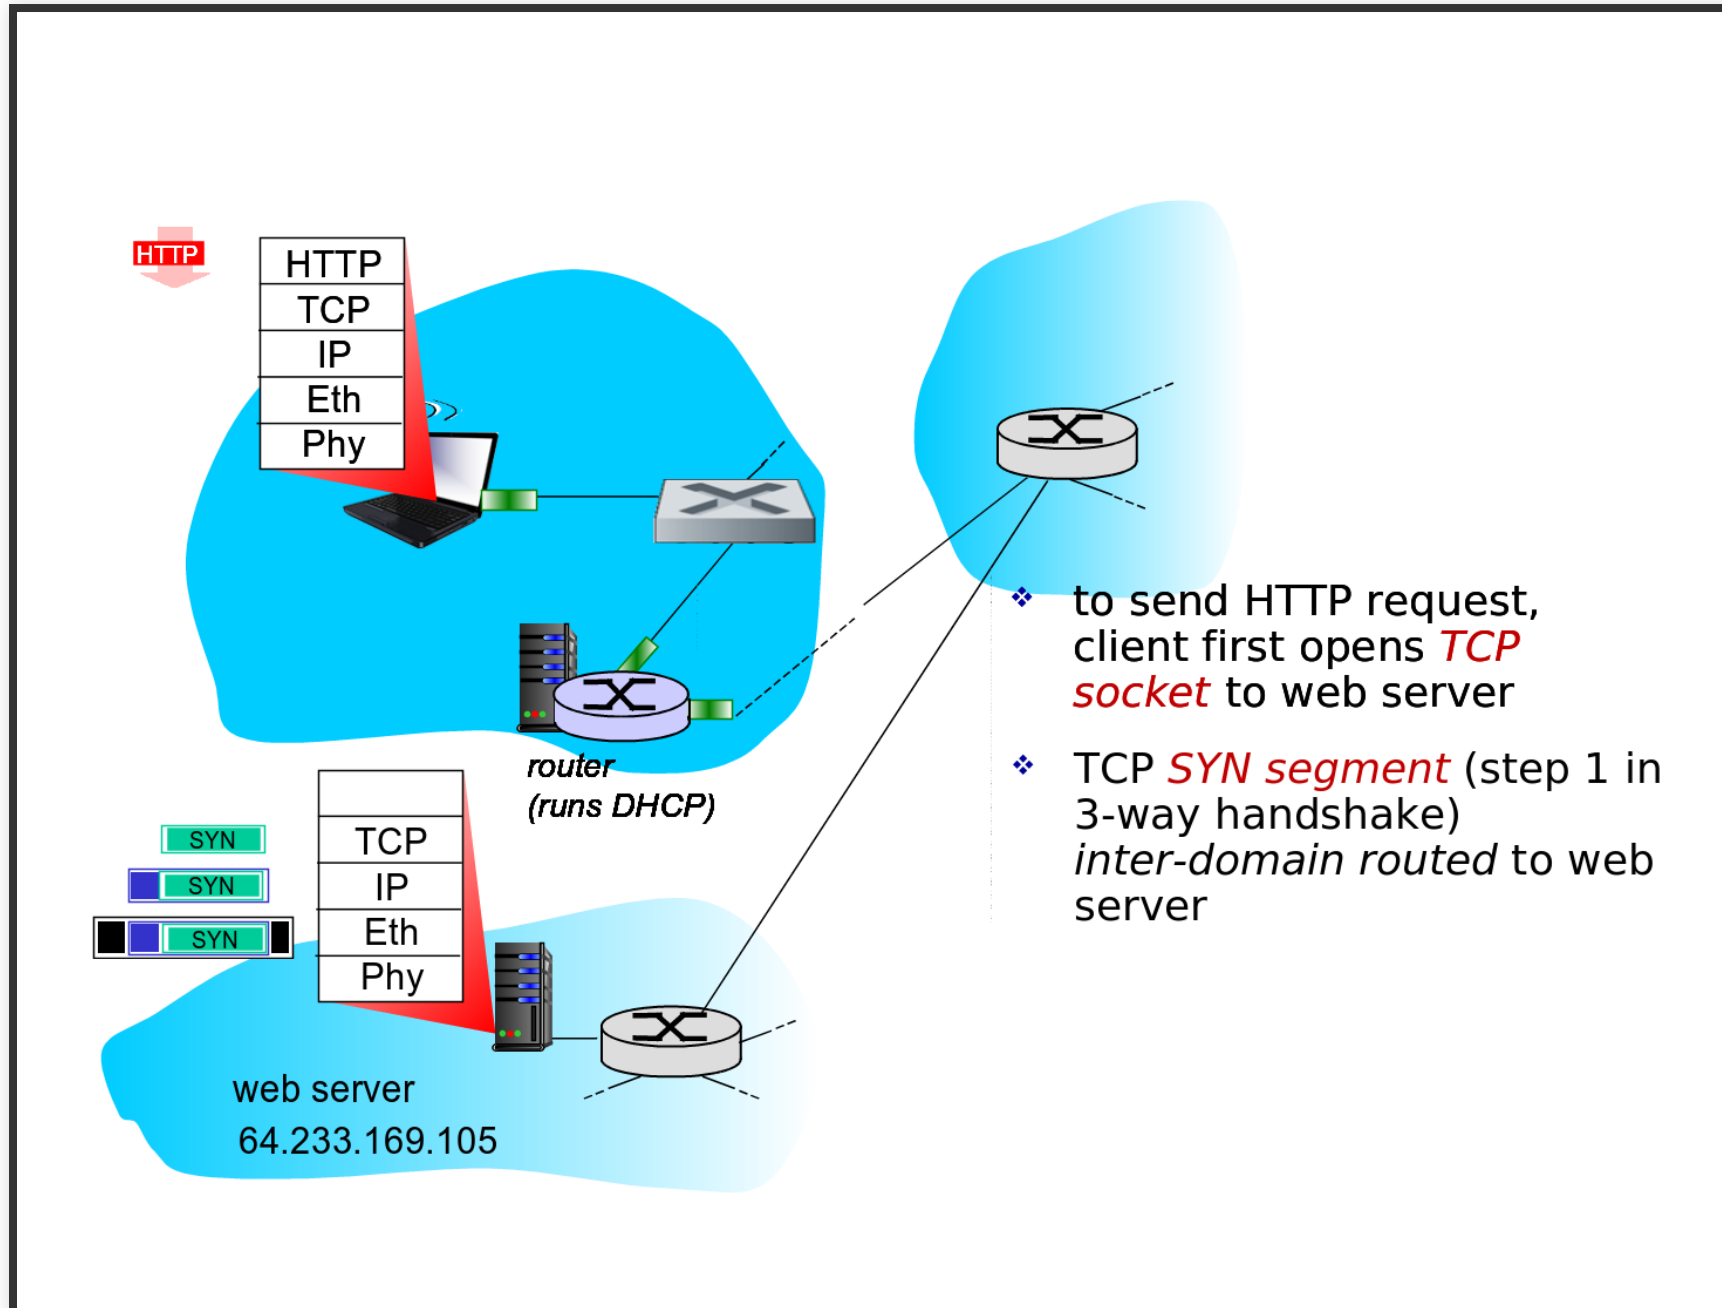 HTTP
HTTP
TCP
IP
Eth
Phy
router
(runs DHCP)
SYN
SYN
SYN
TCP
IP
Eth
Phy
web server
64.233.169.105
to send HTTP request,
client first opens TCP
socket to web server
TCP SYN segment (step 1 in
3-way handshake)
inter-domain routed to web
server